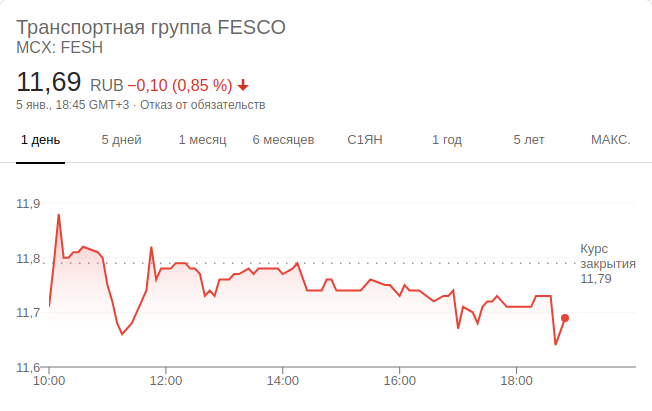 Транспортная группа FESCO
MCX: FESH
11,69 RUB −0,10 (0,85 %)
5 янв., 18:45 GMT+3 · Отказ от обязательств
1 день 5 дней 1 месяц 6 месяцев С1ЯН 1 год 5 лет МАКС.
11,9
11,8
11,7
11,6
Курс
закрытия
11,79
10:00 12:00 14:00 16:00 18:00